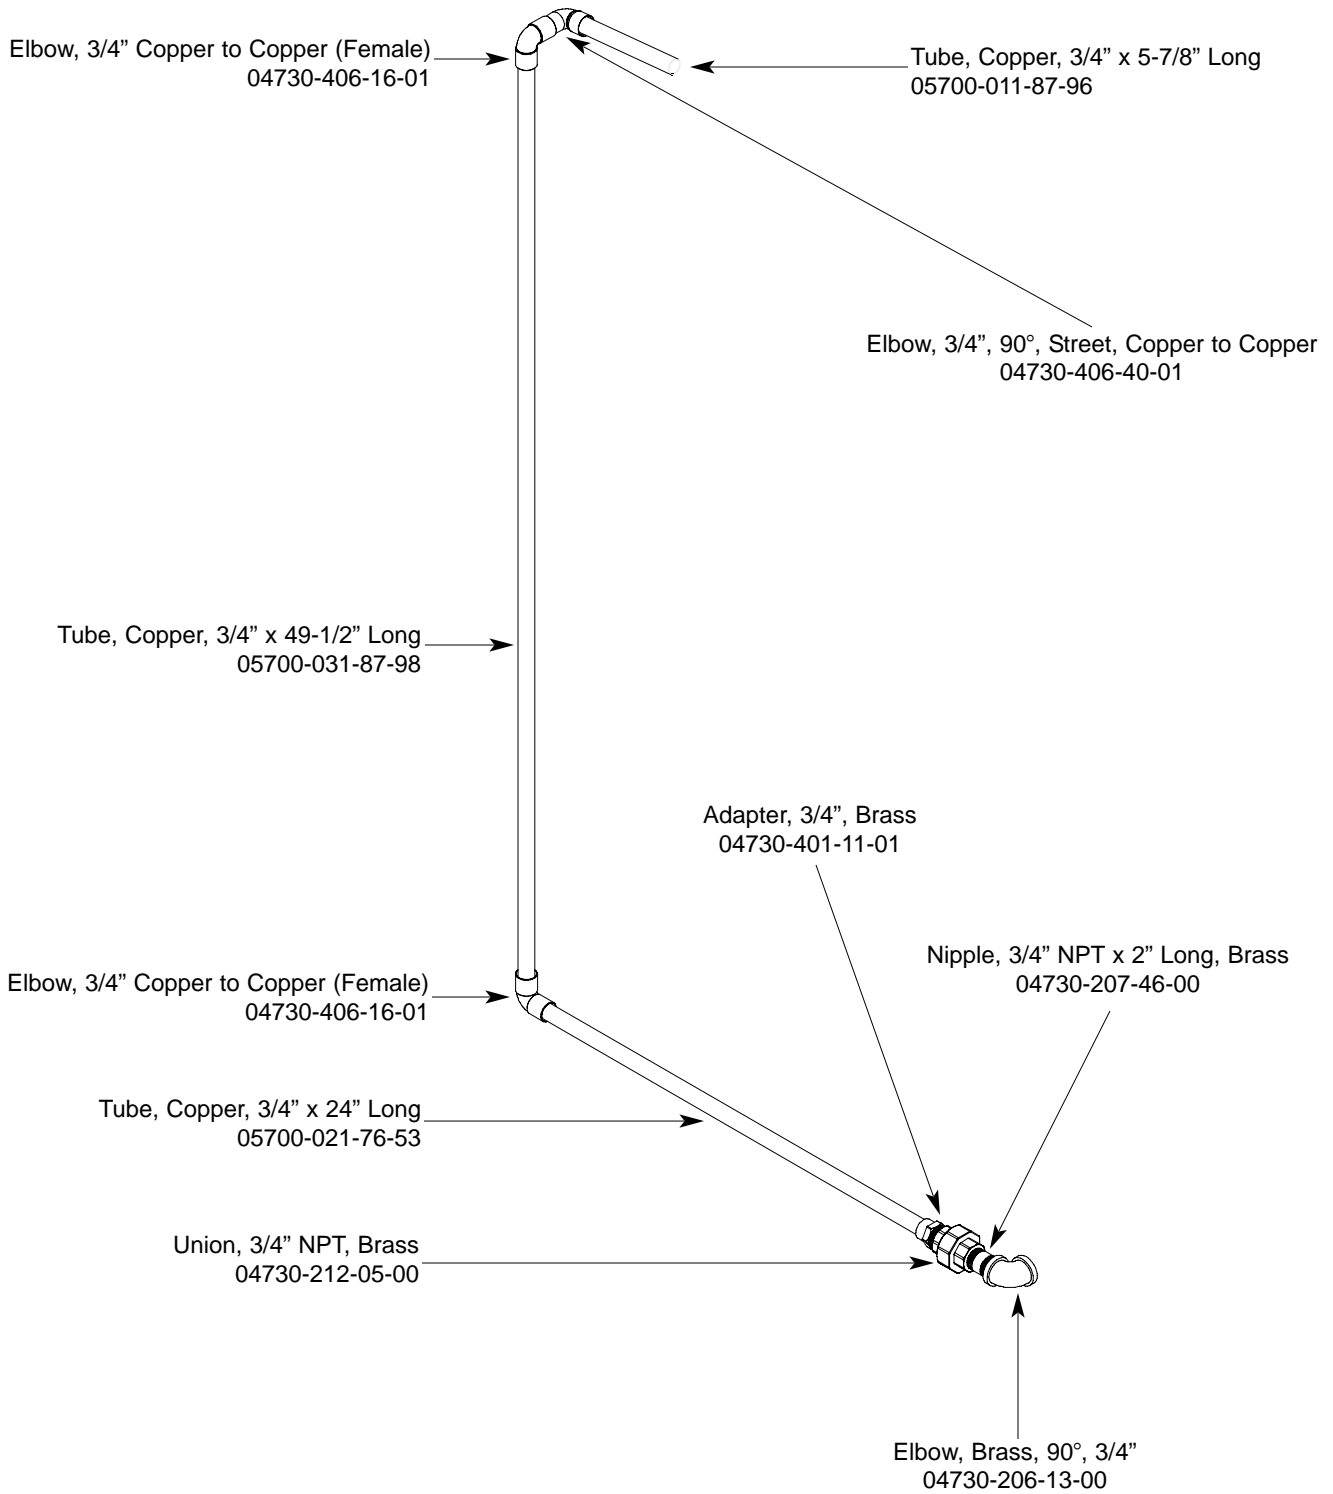 Elbow, 3/4” Copper to Copper (Female)
04730-406-16-01
Tube, Copper, 3/4” x 5-7/8” Long
05700-011-87-96
Elbow, 3/4”, 90°, Street, Copper to Copper
04730-406-40-01
Tube, Copper, 3/4” x 49-1/2” Long
05700-031-87-98
Adapter, 3/4”, Brass
04730-401-11-01
Nipple, 3/4” NPT x 2” Long, Brass
04730-207-46-00
Elbow, 3/4” Copper to Copper (Female)
04730-406-16-01
Tube, Copper, 3/4” x 24” Long
05700-021-76-53
Union, 3/4” NPT, Brass
04730-212-05-00
Elbow, Brass, 90°, 3/4”
04730-206-13-00